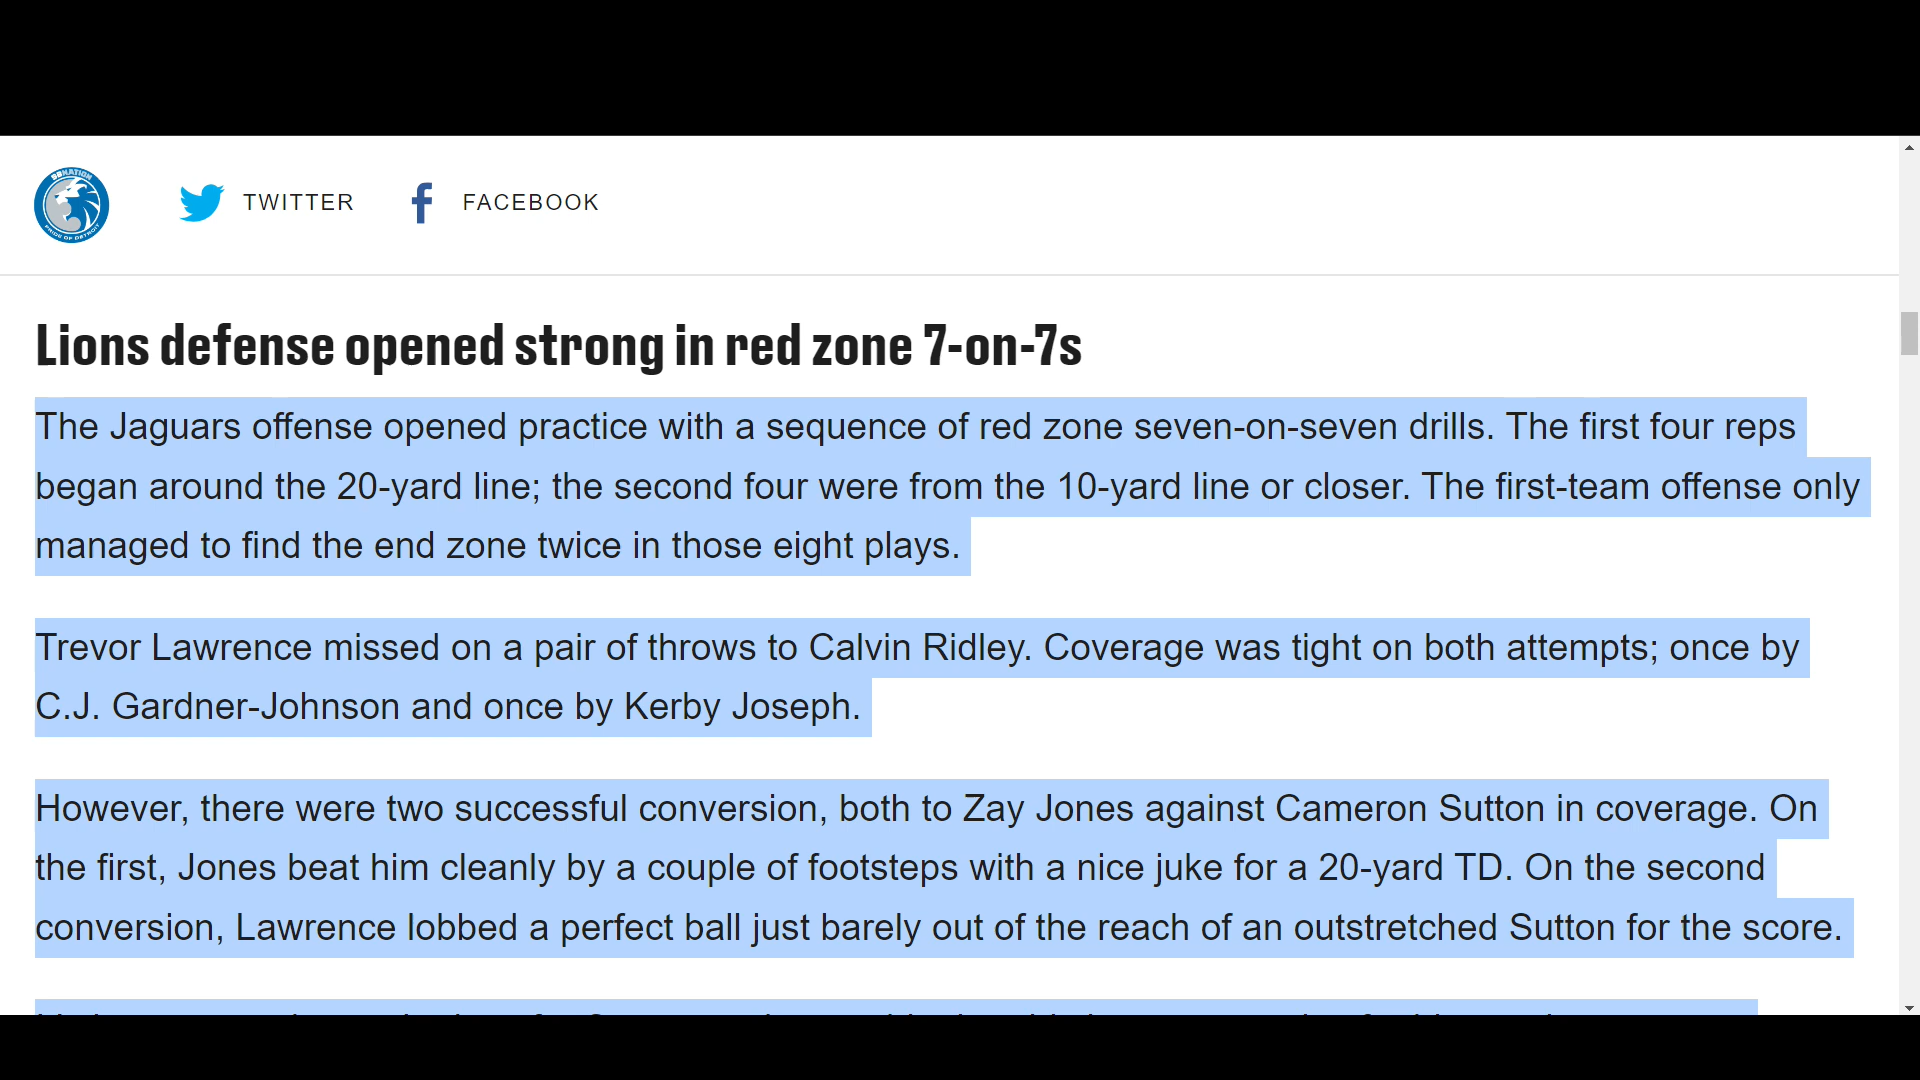 SBNATION
PRIDE OF DETROIT
TWITTER
FACEBOOK
Lions defense opened strong in red zone 7-on-7s
The Jaguars offense opened practice with a sequence of red zone seven-on-seven drills. The first four reps
began around the 20-yard line; the second four were from the 10-yard line or closer. The first-team offense only
managed to find the end zone twice in those eight plays.
Trevor Lawrence missed on a pair of throws to Calvin Ridley. Coverage was tight on both attempts; once by
C.J. Gardner-Johnson and once by Kerby Joseph.
However, there were two successful conversion, both to Zay Jones against Cameron Sutton in coverage. On
the first, Jones beat him cleanly by a couple of footsteps with a nice juke for a 20-yard TD. On the second
conversion, Lawrence lobbed a perfect ball just barely out of the reach of an outstretched Sutton for the score.